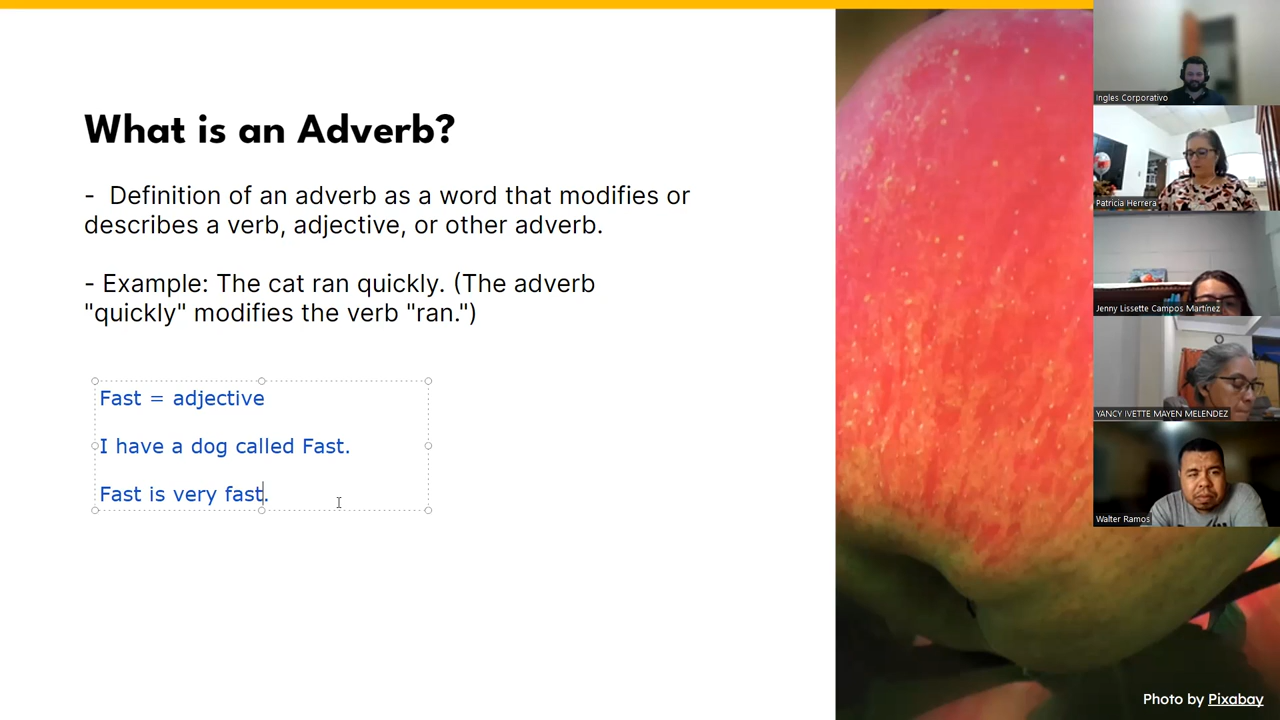 What is an Adverb?
-  Definition of an adverb as a word that modifies or
describes a verb, adjective, or other adverb.
- Example: The cat ran quickly. (The adverb
"quickly" modifies the verb "ran.")
Fast = adjective
I have a dog called Fast.
Fast is very fast.
Ingles Corporativo
Patricia Herrera
Jenny Lissette Campos Martínez
YANCY IVETTE MAYEN MELENDEZ
Walter Ramos
Photo by Pixabay